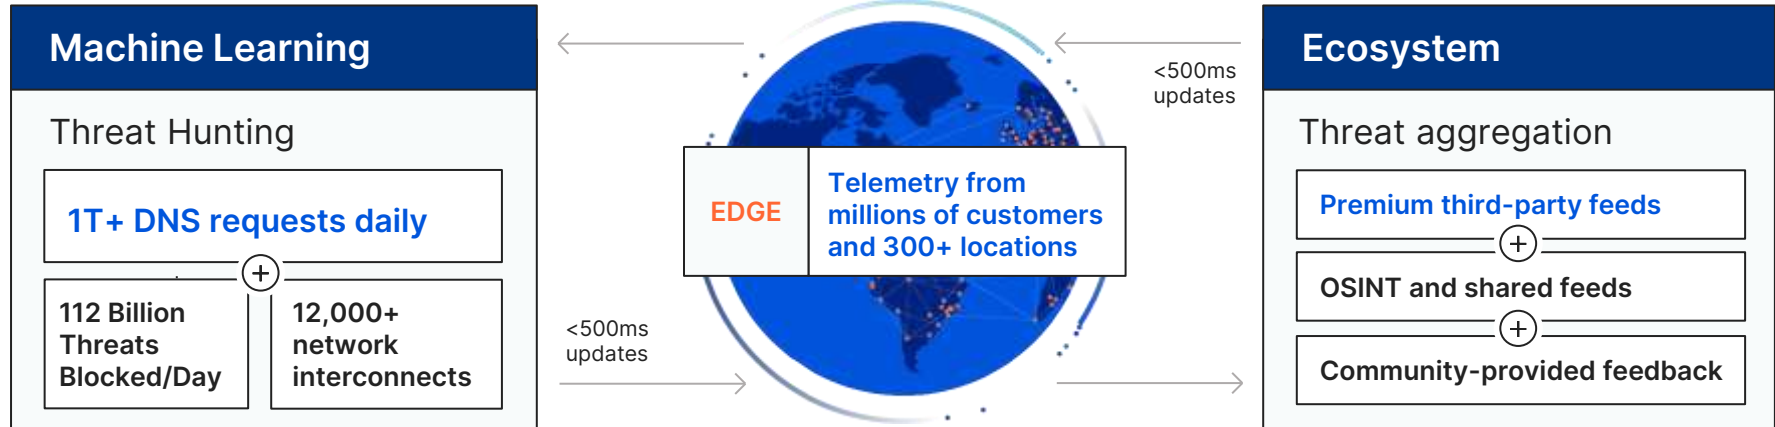 Machine Learning
Threat Hunting
1T+ DNS requests daily
+
112 Billion
Threats
Blocked/Day
12,000+
network
interconnects
<500ms
updates
EDGE
Telemetry from
millions of customers
and 300+ locations
<500ms
updates
Ecosystem
Threat aggregation
Premium third-party feeds
+
OSINT and shared feeds
+
Community-provided feedback